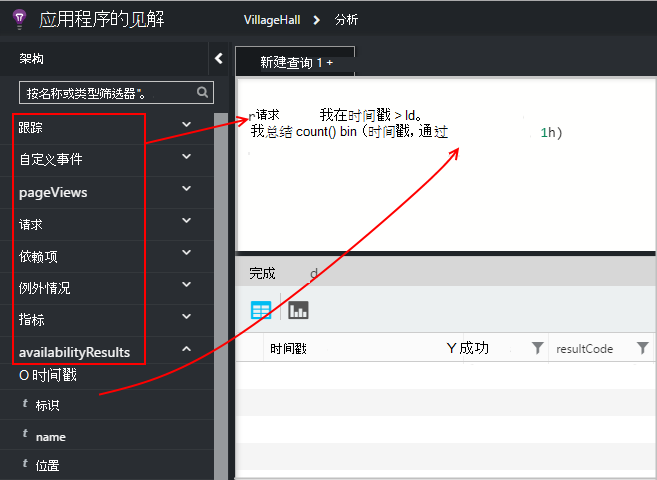 应用程序的见解
VillageHall
分析
架构
新建查询 1 +
按名称或类型筛选器"。
跟踪
自定义事件
pageViews
请求
依赖项
例外情况
指标
availabilityResults
O 时间戳
t 标识
t name
t 位置
r请求 我在时间戳 > ld。
我总结 count() bin（时间戳，通过 1h)
完成 d
时间戳 Y 成功 resultCode